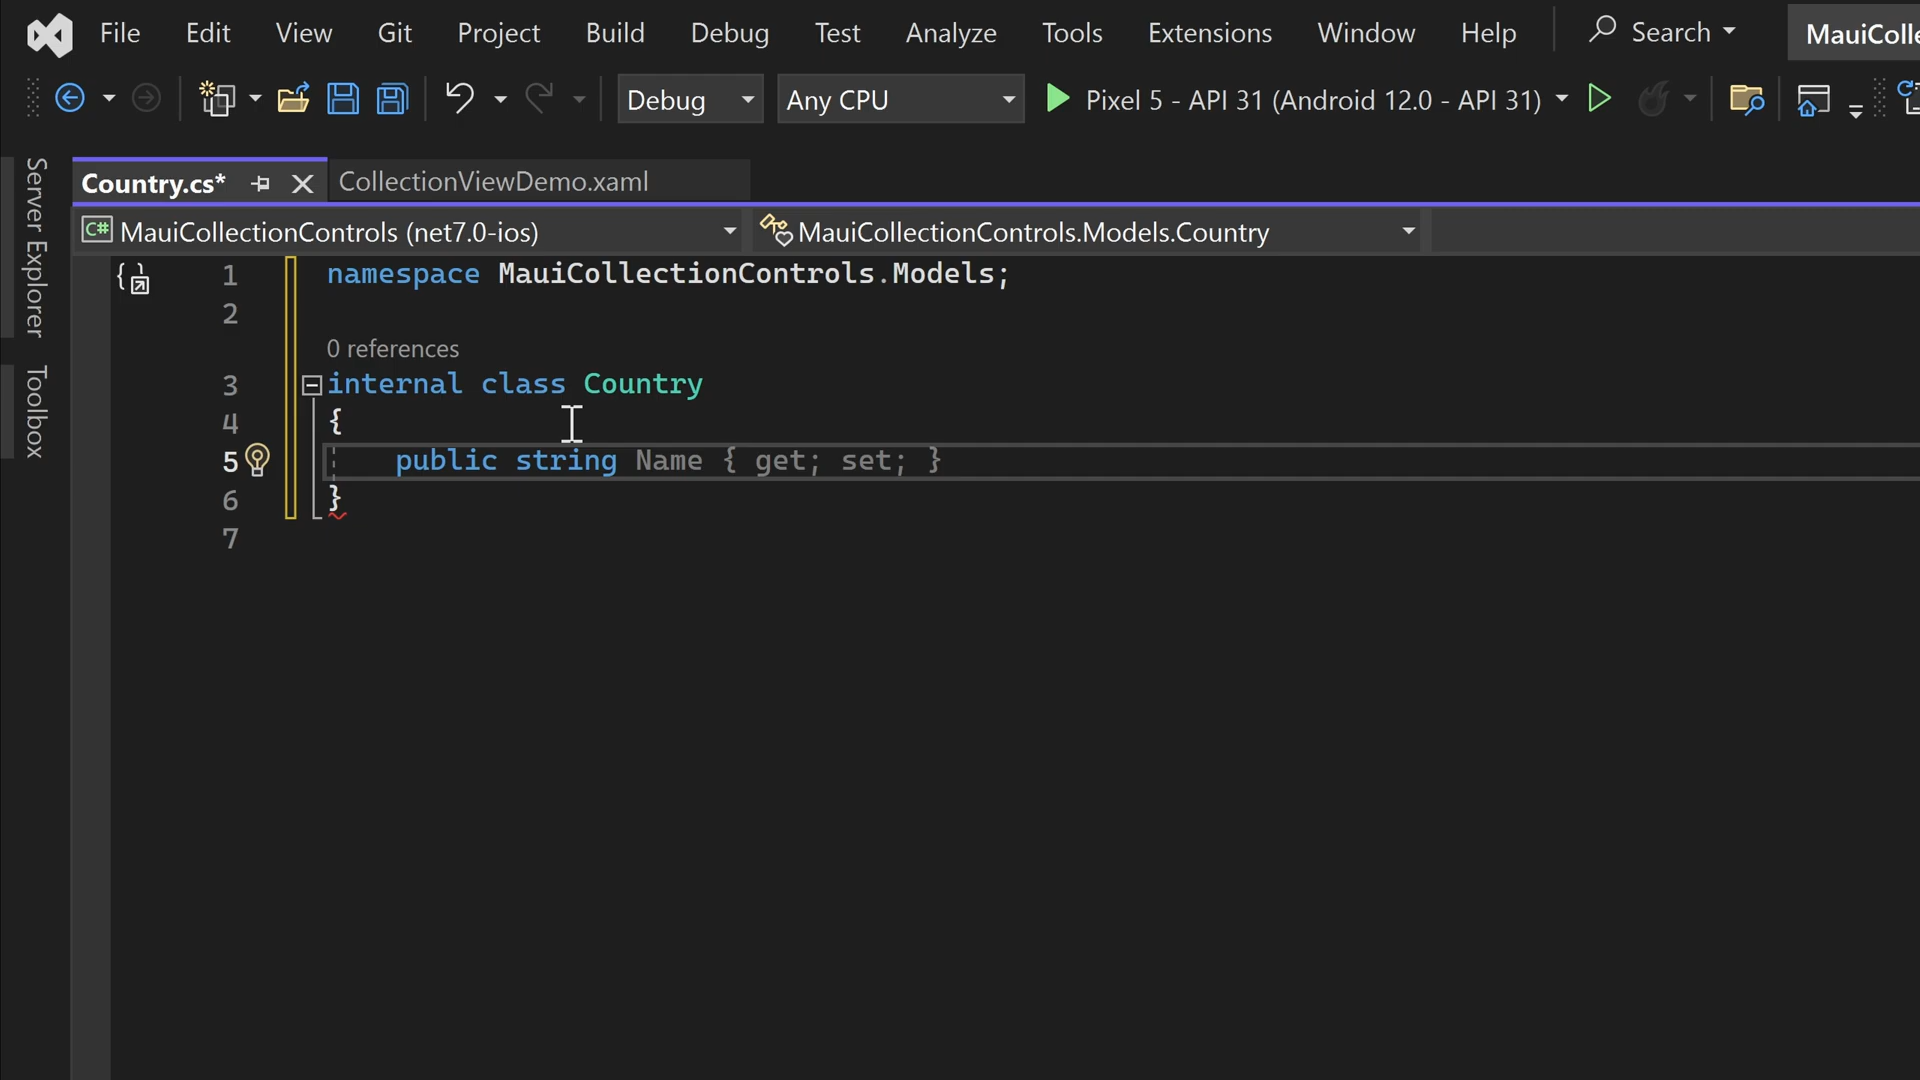 File Edit View Git Project Build Debug Test Analyze Tools Extensions Window Help Search MauiColle
Debug Any CPU Pixel 5 - API 31 (Android 12.0 - API 31)
Server Explorer
Toolbox
Country.cs* CollectionViewDemo.xaml
C# MauiCollectionControls (net7.0-ios) MauiCollectionControls.Models.Country
1 namespace MauiCollectionControls.Models;
2
0 references
3 internal class Country
4 {
5 public string Name { get; set; }
6 }
7